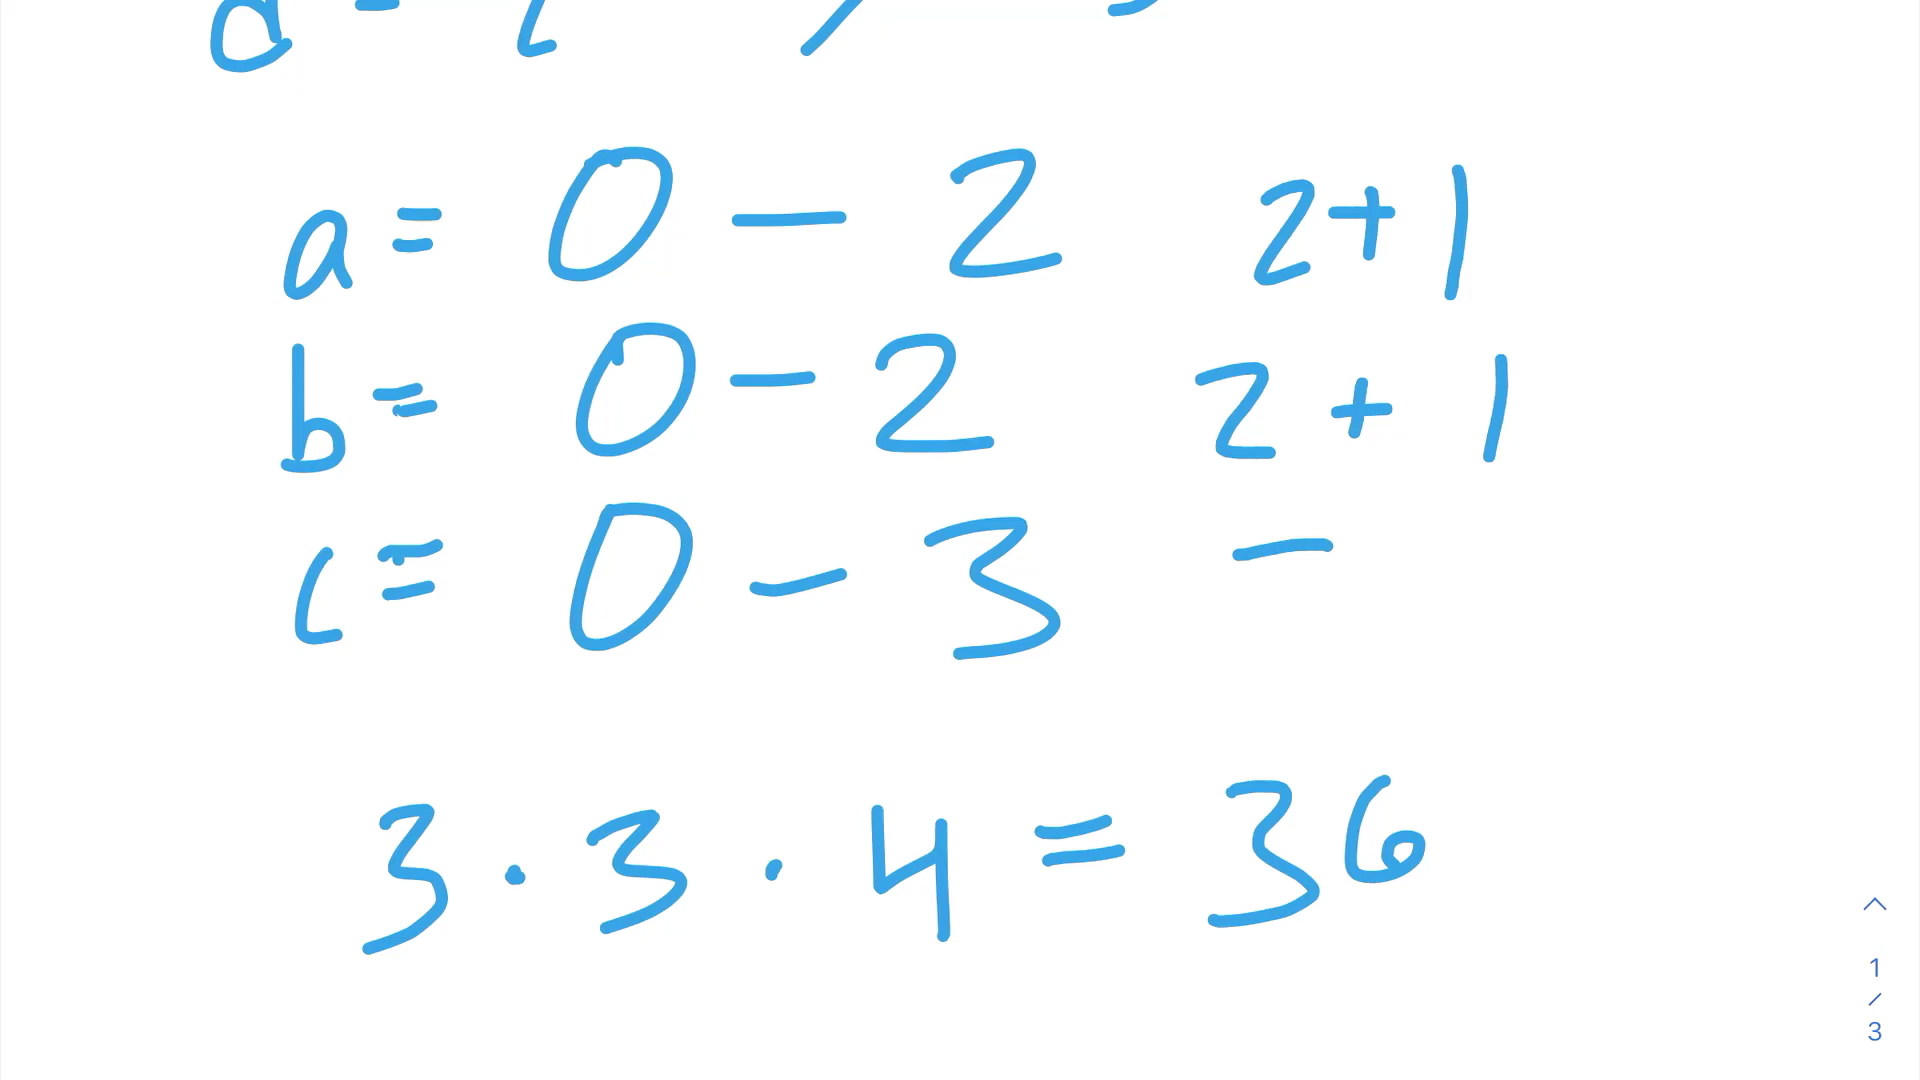 a = 0 - 2 2 + 1
b = 0 - 2 2 + 1
c = 0 - 3 -
3 · 3 · 4 = 36
1
/
3